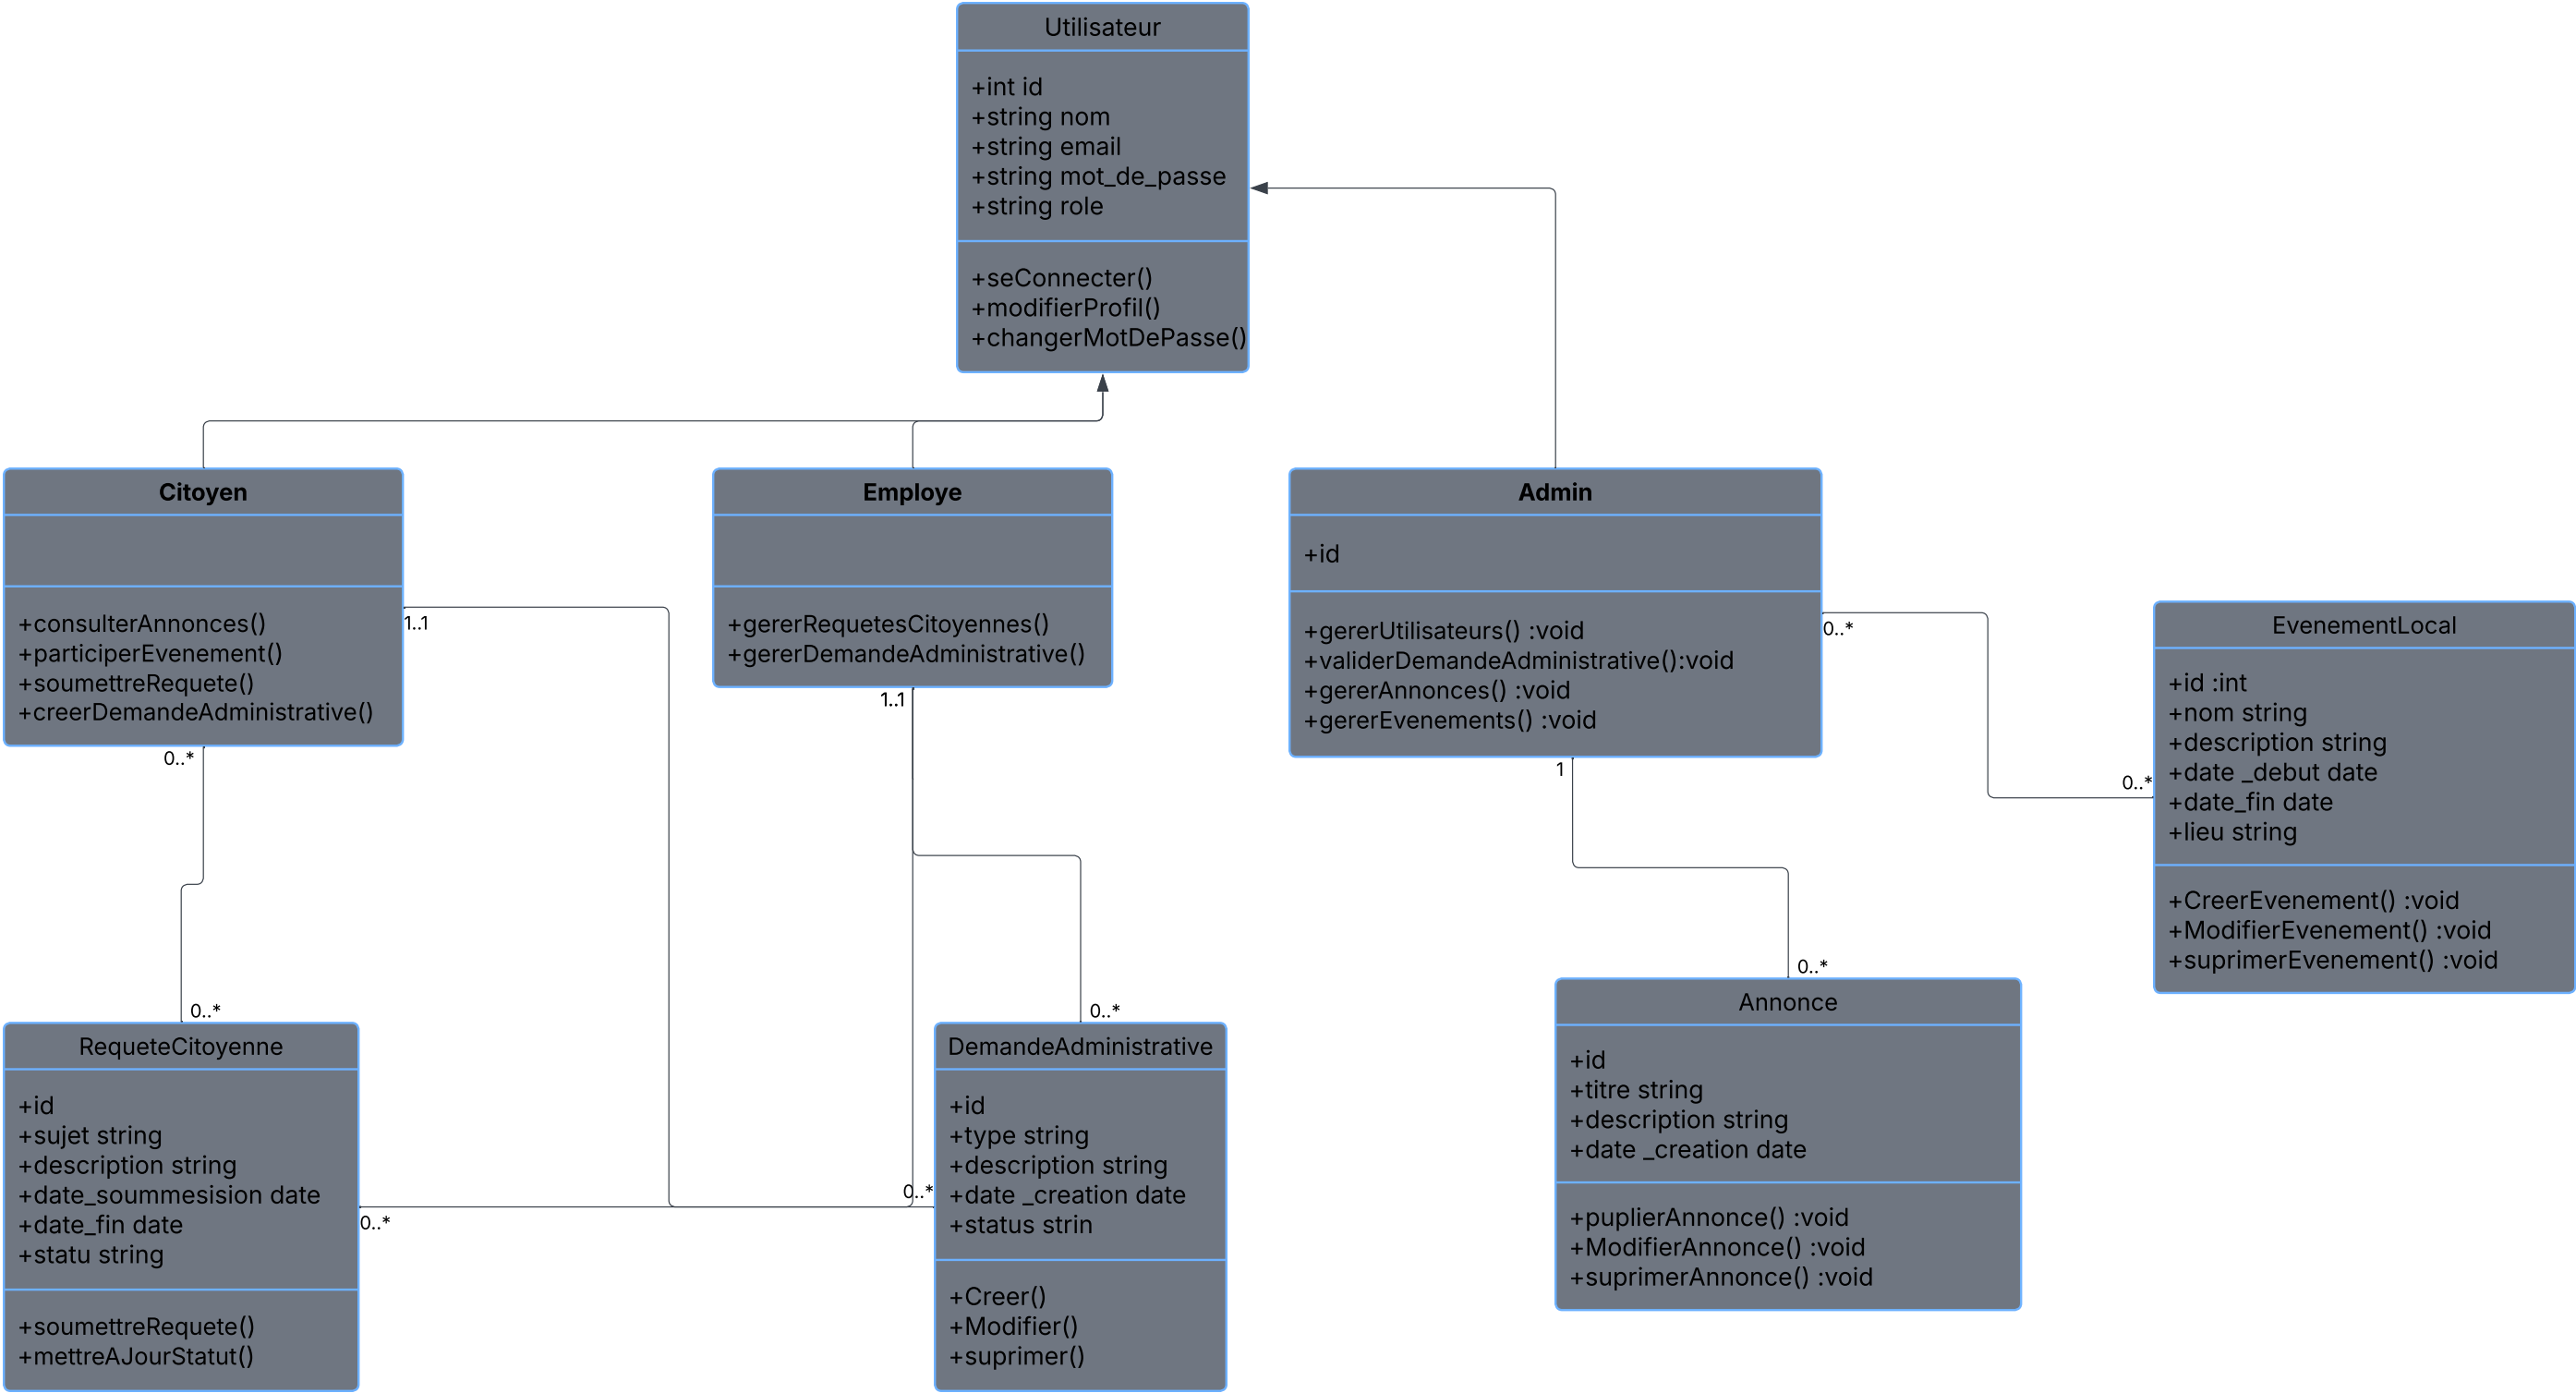 Utilisateur
+int id
+string nom
+string email
+string mot_de_passe
+string role
+seConnecter()
+modifierProfil()
+changerMotDePasse()
Citoyen
+consulterAnnonces()
+participerEvenement()
+soumettreRequete()
+creerDemandeAdministrative()
1..1
0..*
Employe
+gererRequetesCitoyennes()
+gererDemandeAdministrative()
1..1
Admin
+id
+gererUtilisateurs() :void
+validerDemandeAdministrative():void
+gererAnnonces() :void
+gererEvenements() :void
0..*
1
EvenementLocal
+id :int
+nom string
+description string
+date _debut date
+date_fin date
+lieu string
+CreerEvenement() :void
+ModifierEvenement() :void
+suprimerEvenement() :void
0..*
0..*
RequeteCitoyenne
+id
+sujet string
+description string
+date_soummesision date
+date_fin date
+statu string
+soumettreRequete()
+mettreAJourStatut()
0..*
0..*
0..*
DemandeAdministrative
+id
+type string
+description string
+date _creation date
+status strin
+Creer()
+Modifier()
+suprimer()
0..*
Annonce
+id
+titre string
+description string
+date _creation date
+puplierAnnonce() :void
+ModifierAnnonce() :void
+suprimerAnnonce() :void